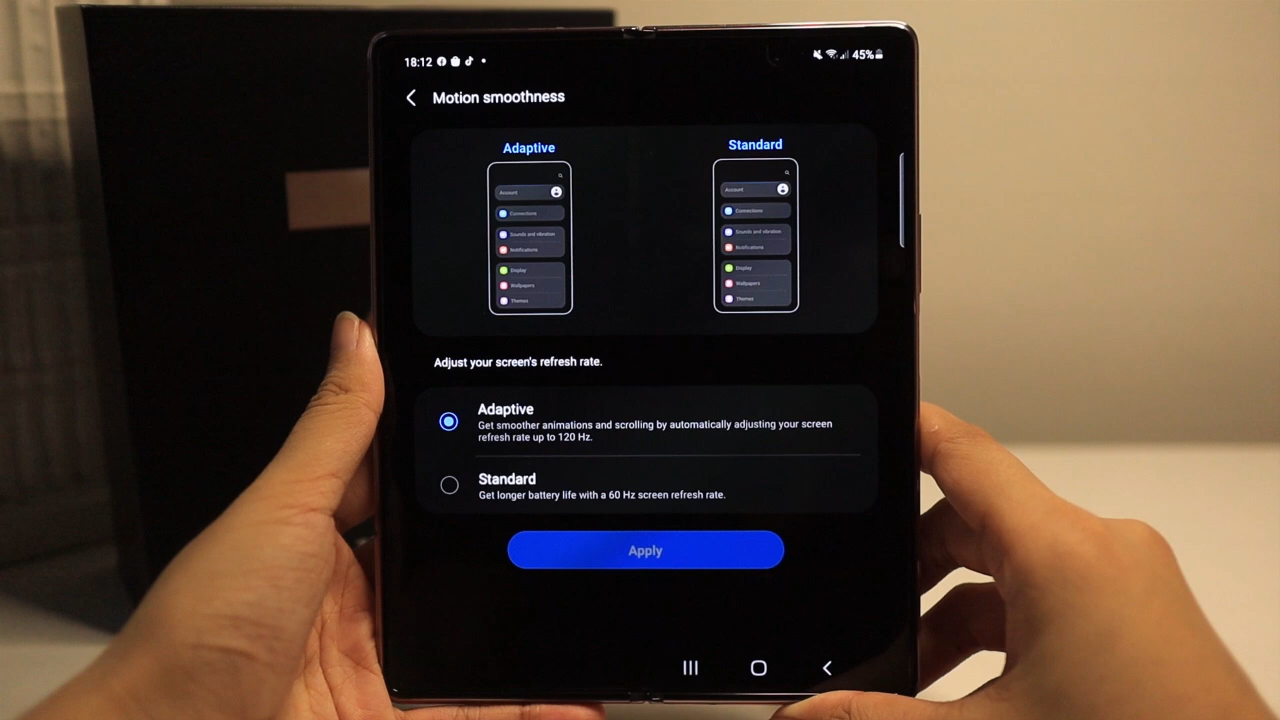 18:12
45%
Motion smoothness
Adaptive
Standard
Account
Connections
Sounds and vibration
Notifications
Display
Wallpapers
Themes
Account
Connections
Sounds and vibration
Notifications
Display
Wallpapers
Themes
Adjust your screen's refresh rate.
Adaptive
Get smoother animations and scrolling by automatically adjusting your screen
refresh rate up to 120 Hz.
Standard
Get longer battery life with a 60 Hz screen refresh rate.
Apply